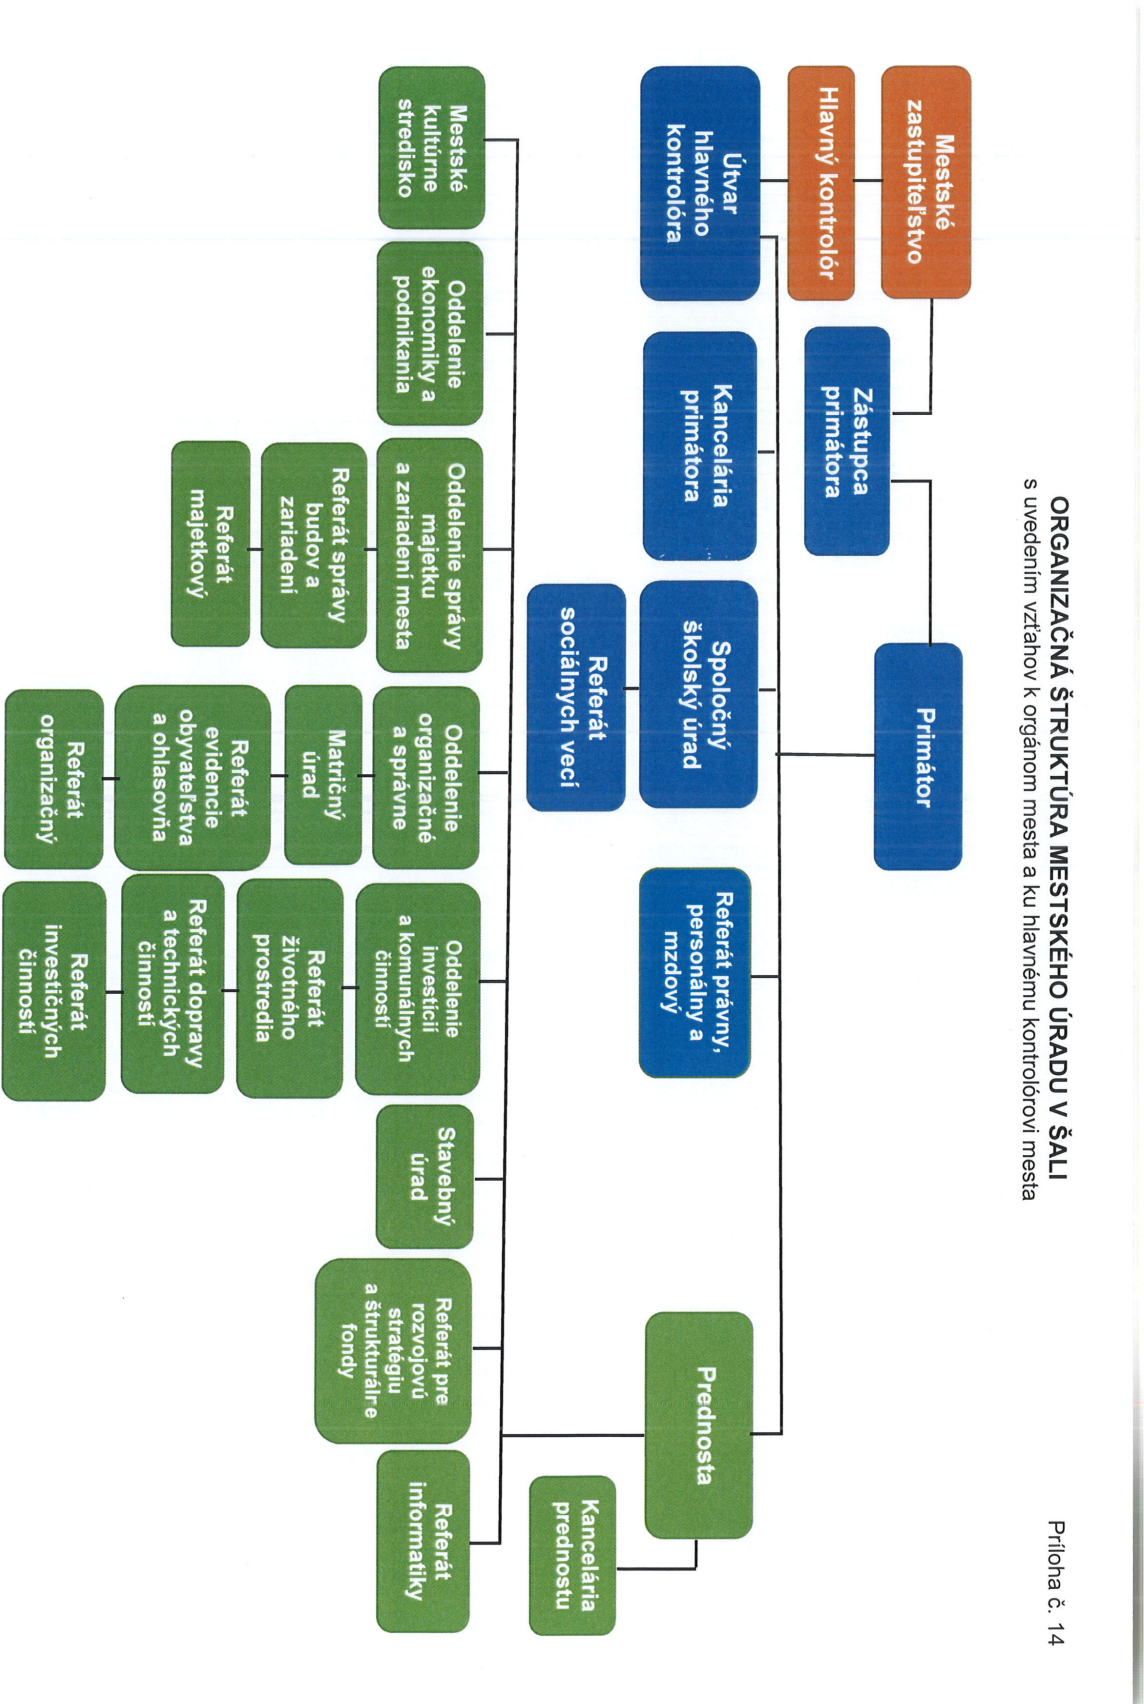 Príloha č. 14
ORGANIZAČNÁ ŠTRUKTÚRA MESTSKÉHO ÚRADU V ŠALI
s uvedením vzťahov k orgánom mesta a ku hlavnému kontrolórovi mesta
Mestské
zastupiteľstvo
Primátor
Hlavný kontrolór
Zástupca
primátora
Útvar
hlavného
kontrolóra
Kancelária
primátora
Spoločný
školský úrad
Referát právny,
personálny a
mzdový
Prednosta
Referát
sociálnych vecí
Kancelária
prednostu
Mestské
kultúrne
stredisko
Oddelenie
ekonomiky a
podnikania
Oddelenie správy
majetku
a zariadení mesta
Oddelenie
organizačné
a správne
Oddelenie
investícií
a komunálnych
činností
Stavebný
úrad
Referát pre
rozvojovú
stratégiu
a štrukturálne
fondy
Referát
informatiky
Referát správy
budov a
zariadení
Matričný
úrad
Referát
životného
prostredia
Referát
majetkový
Referát
evidencie
obyvateľstva
a ohlasovňa
Referát dopravy
a technických
činností
Referát
organizačný
Referát
investičných
činností